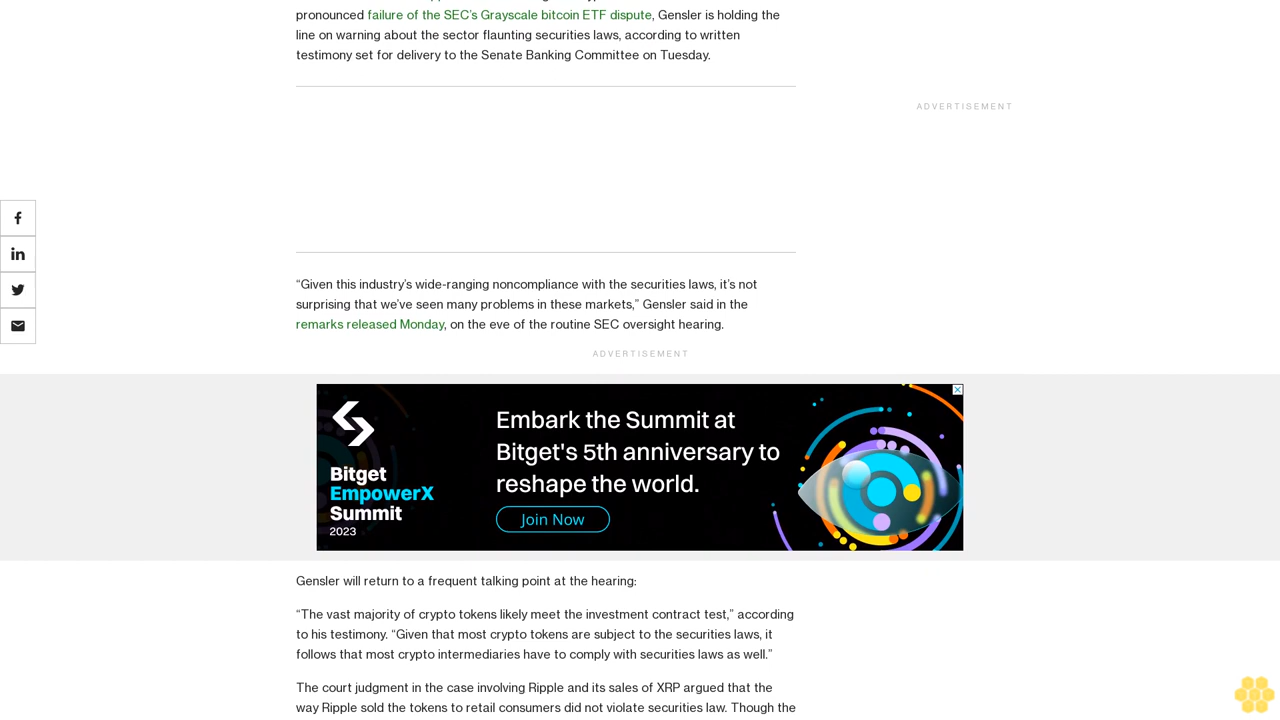 pronounced failure of the SEC’s Grayscale bitcoin ETF dispute, Gensler is holding the
line on warning about the sector flaunting securities laws, according to written
testimony set for delivery to the Senate Banking Committee on Tuesday.
ADVERTISEMENT
“Given this industry’s wide-ranging noncompliance with the securities laws, it’s not
surprising that we’ve seen many problems in these markets,” Gensler said in the
remarks released Monday, on the eve of the routine SEC oversight hearing.
ADVERTISEMENT
Bitget
EmpowerX
Summit
2023
Embark the Summit at
Bitget's 5th anniversary to
reshape the world.
Join Now
Gensler will return to a frequent talking point at the hearing:
“The vast majority of crypto tokens likely meet the investment contract test,” according
to his testimony. “Given that most crypto tokens are subject to the securities laws, it
follows that most crypto intermediaries have to comply with securities laws as well.”
The court judgment in the case involving Ripple and its sales of XRP argued that the
way Ripple sold the tokens to retail consumers did not violate securities law. Though the